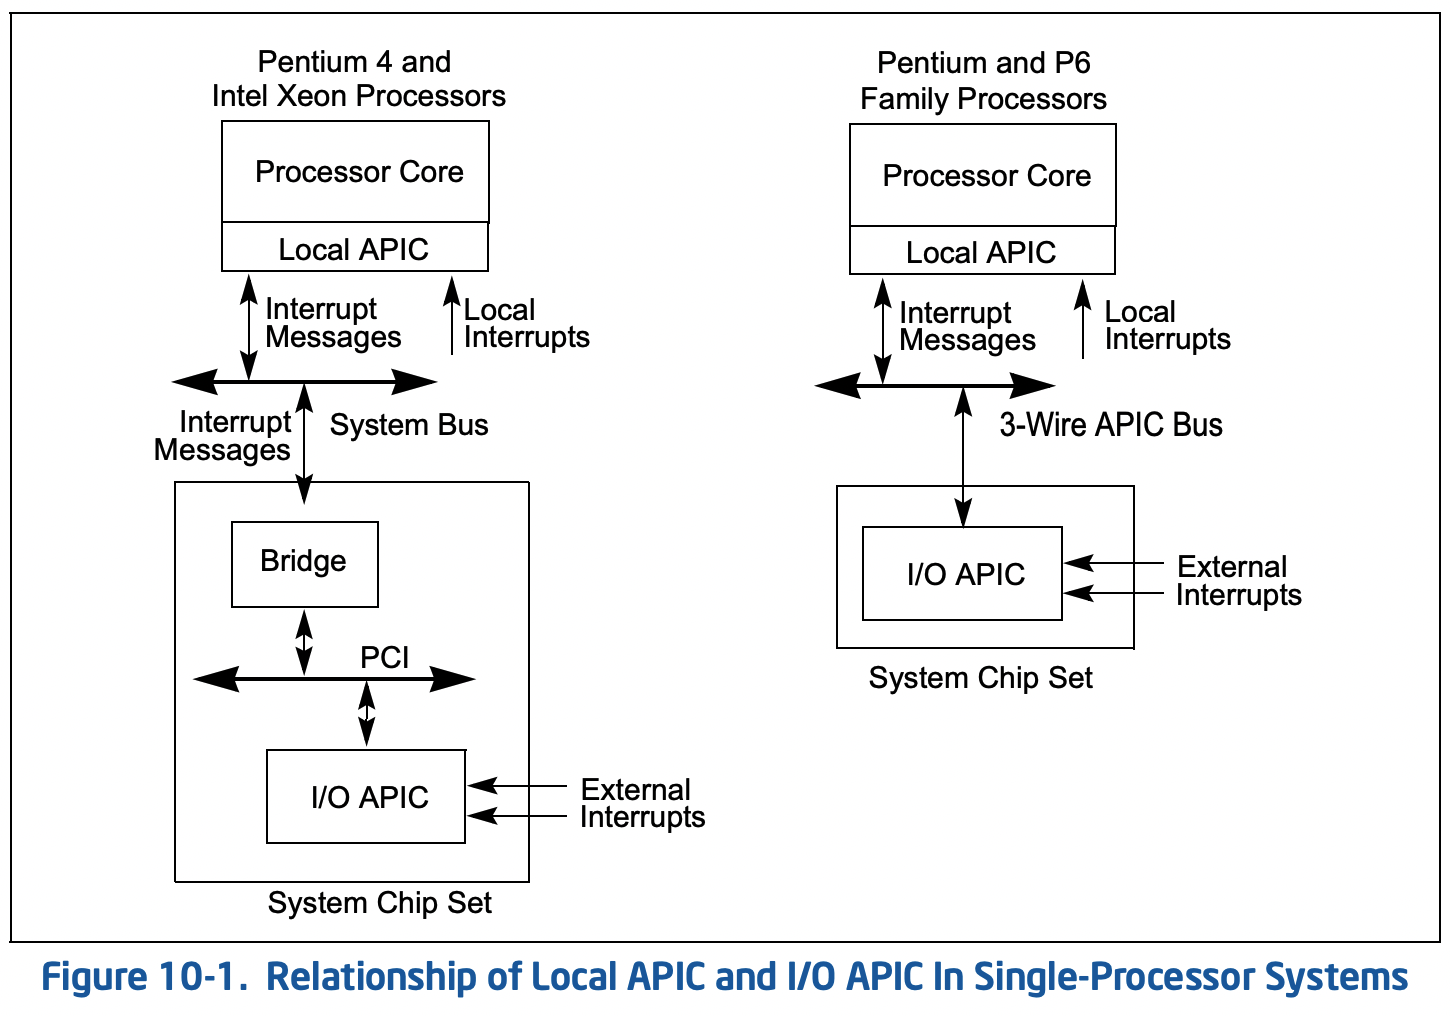 Pentium 4 and
Intel Xeon Processors
Processor Core
Local APIC
Interrupt
Messages
Local
Interrupts
Interrupt
Messages
System Bus
Bridge
PCI
I/O APIC
External
Interrupts
System Chip Set
Pentium and P6
Family Processors
Processor Core
Local APIC
Interrupt
Messages
Local
Interrupts
3-Wire APIC Bus
I/O APIC
External
Interrupts
System Chip Set
Figure 10-1. Relationship of Local APIC and I/O APIC In Single-Processor Systems